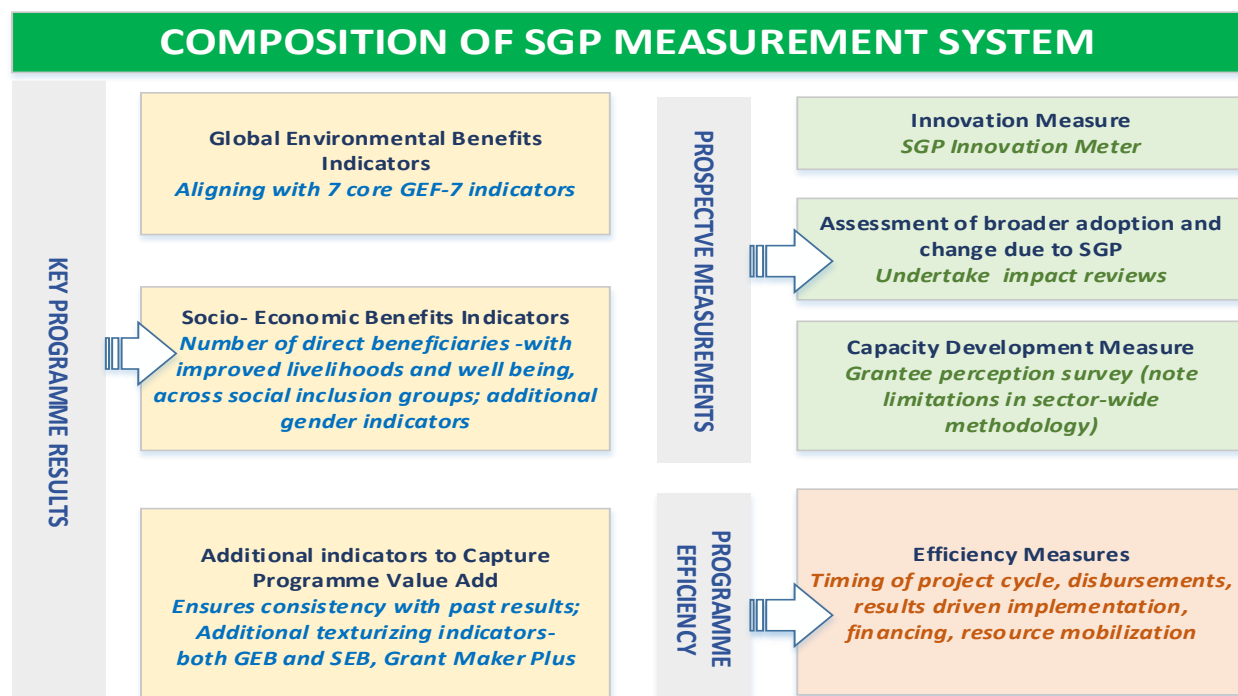 COMPOSITION OF SGP MEASUREMENT SYSTEM
KEY PROGRAMME RESULTS
Global Environmental Benefits
Indicators
Aligning with 7 core GEF-7 indicators
Socio- Economic Benefits Indicators
Number of direct beneficiaries -with
improved livelihoods and well being,
across social inclusion groups; additional
gender indicators
Additional indicators to Capture
Programme Value Add
Ensures consistency with past results;
Additional texturizing indicators-
both GEB and SEB, Grant Maker Plus
PROSPECTVE MEASUREMENTS
Innovation Measure
SGP Innovation Meter
Assessment of broader adoption and
change due to SGP
Undertake impact reviews
Capacity Development Measure
Grantee perception survey (note
limitations in sector-wide
methodology)
PROGRAMME
EFFICIENCY
Efficiency Measures
Timing of project cycle, disbursements,
results driven implementation,
financing, resource mobilization